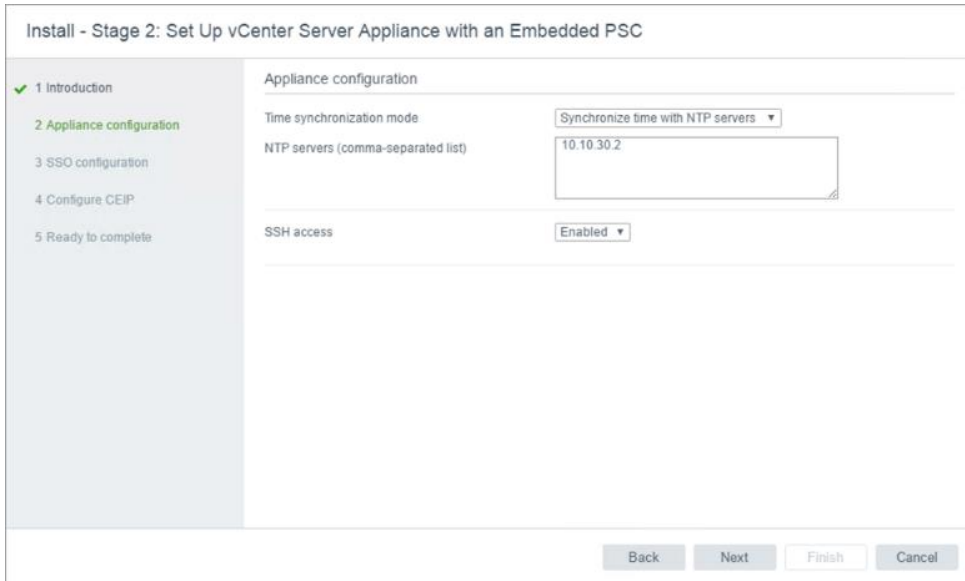 Install - Stage 2: Set Up vCenter Server Appliance with an Embedded PSC
1 Introduction
2 Appliance configuration
3 SSO configuration
4 Configure CEIP
5 Ready to complete
Appliance configuration
Time synchronization mode
Synchronize time with NTP servers
NTP servers (comma-separated list)
10.10.30.2
SSH access
Enabled
Back
Next
Finish
Cancel